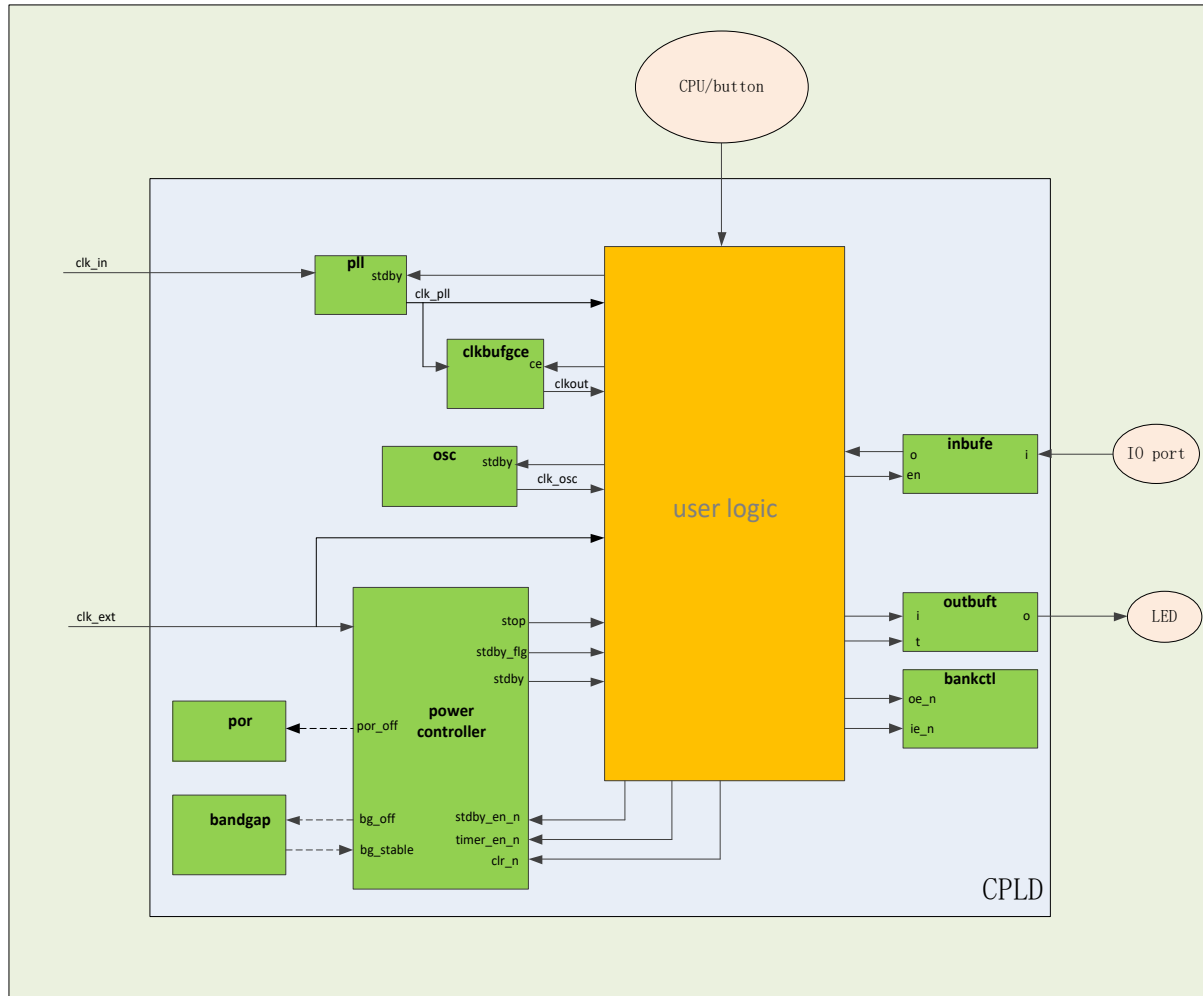 CPU/button
clk_in
pll
stdby
clk_pll
clkbufgce
ce
clkout
osc
stdby
clk_osc
user logic
inbufe
o
i
en
IO port
clk_ext
stop
stdby_flg
stdby
power
controller
por_off
por
bandgap
bg_off
bg_stable
stdby_en_n
timer_en_n
clr_n
outbuft
i
o
t
LED
bankctl
oe_n
ie_n
CPLD